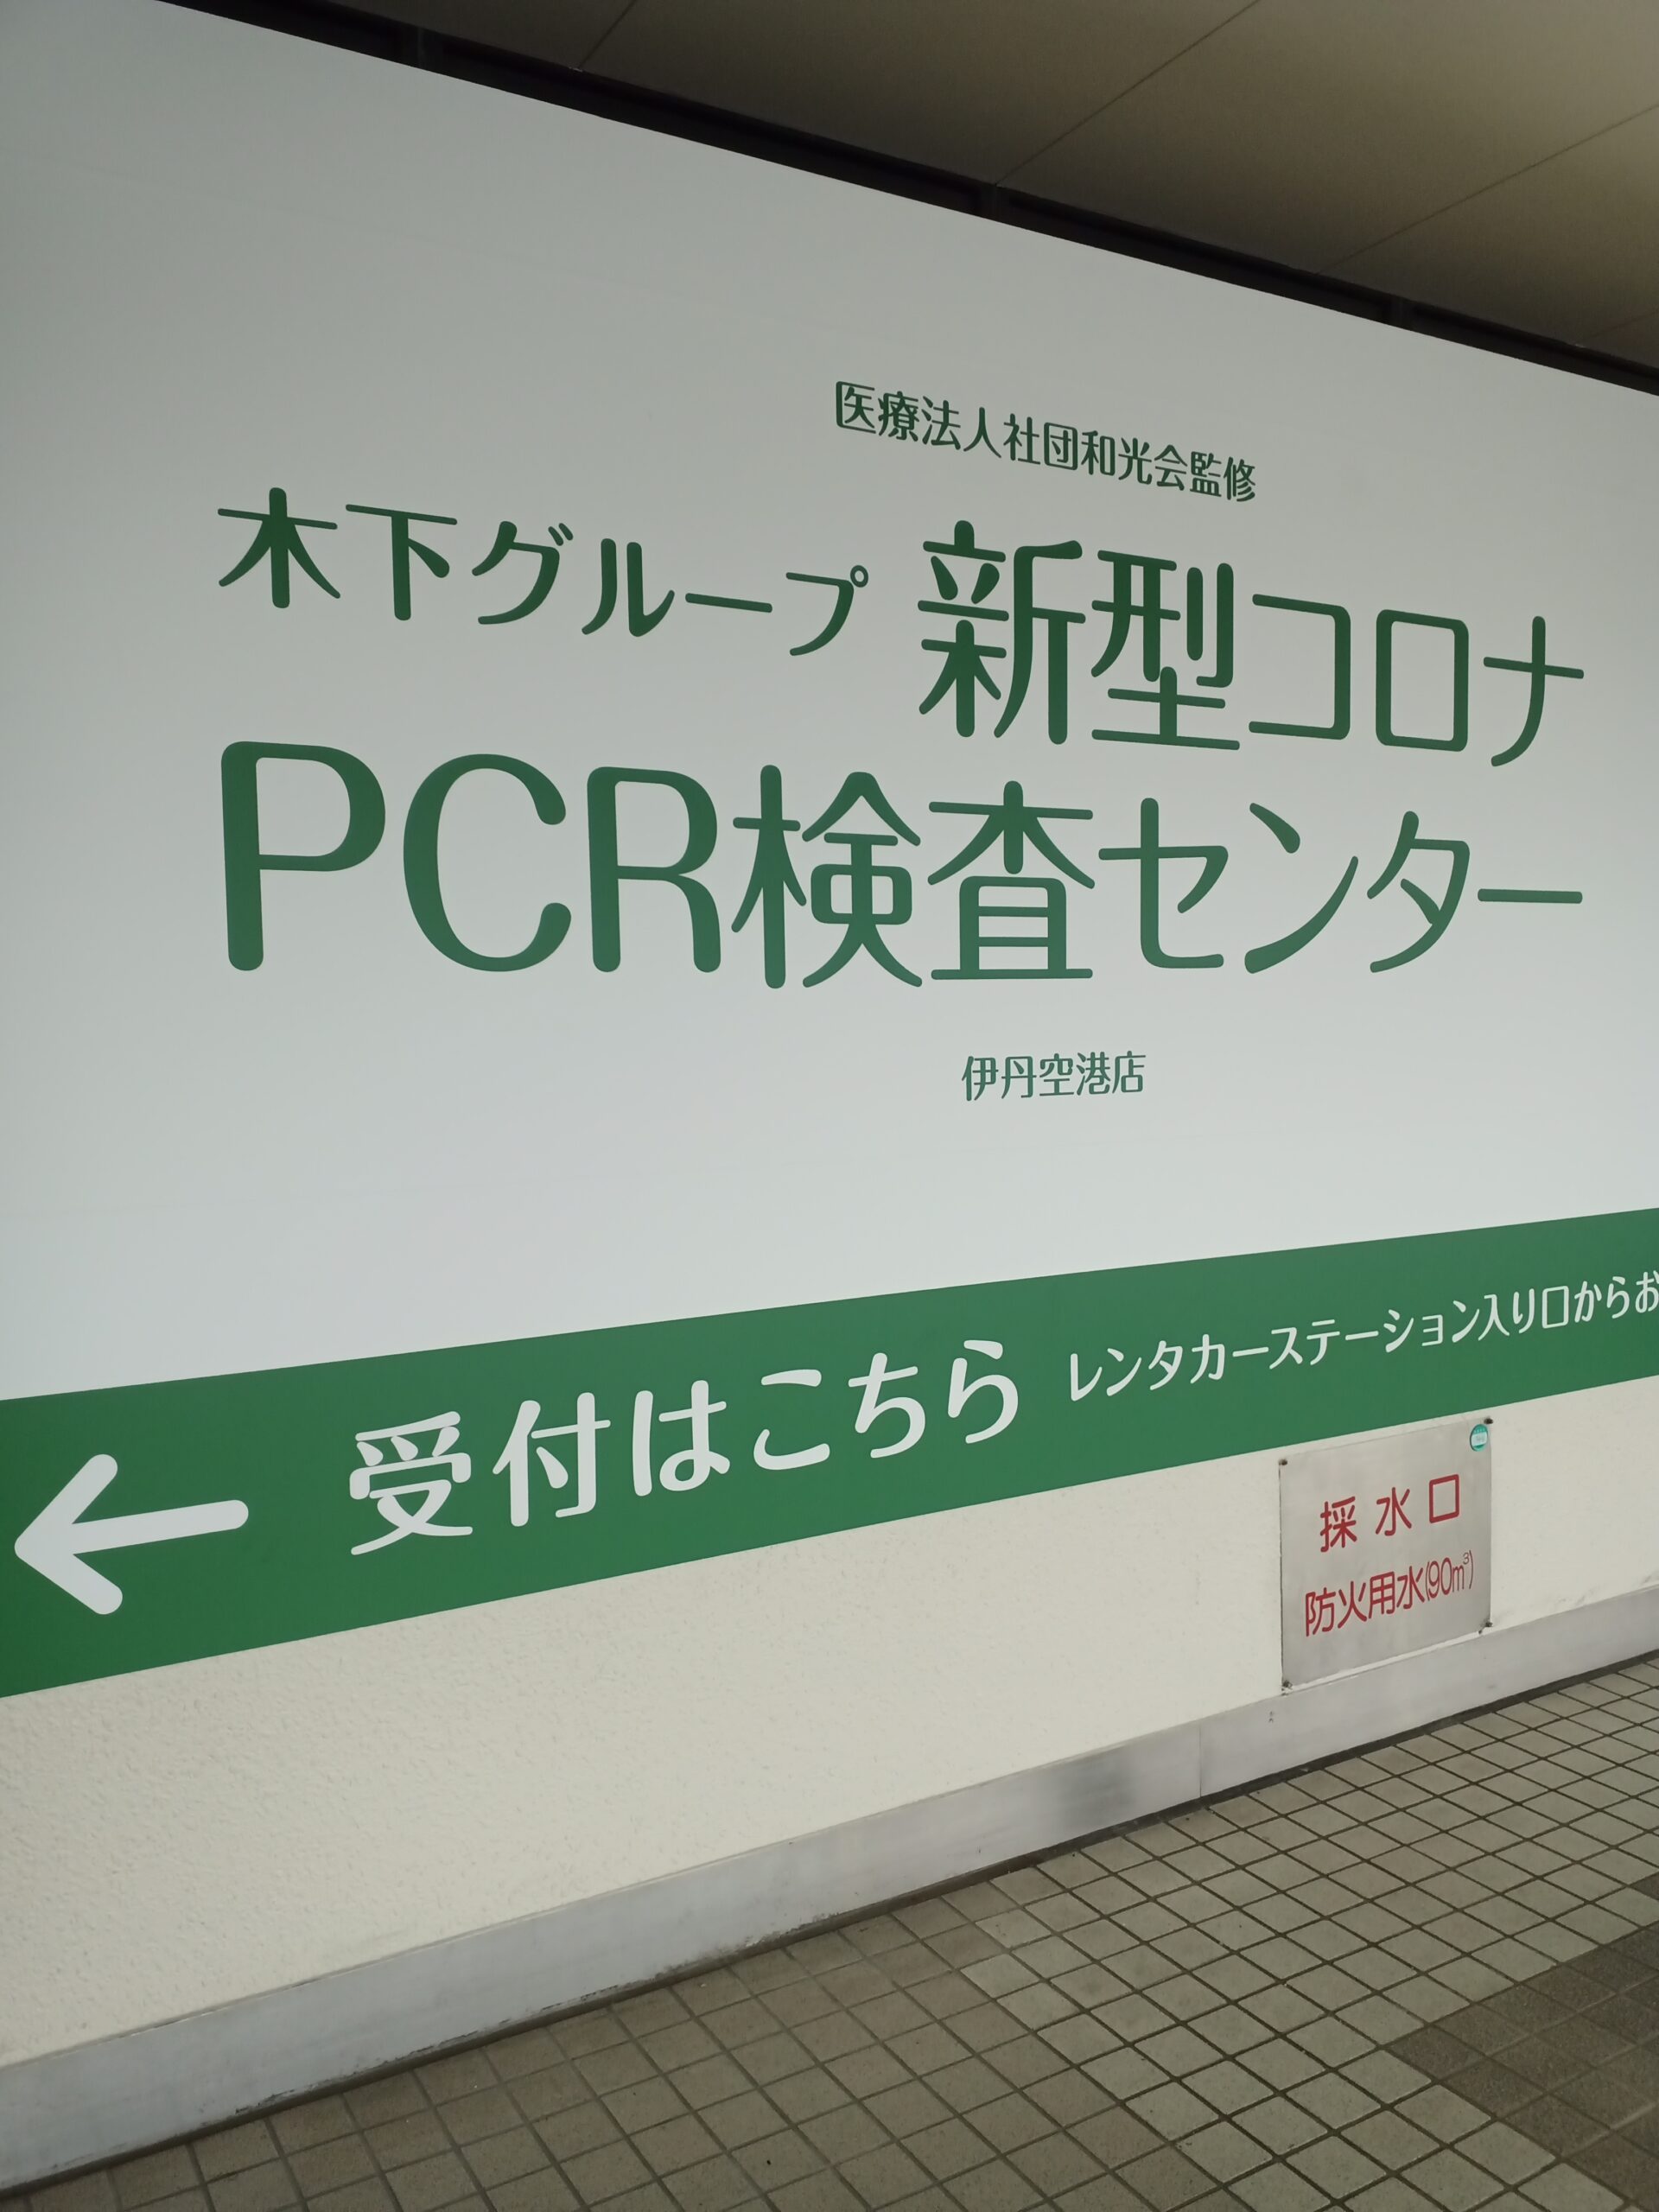 医療法人社団和光会監修
木下グループ 新型コロナ
PCR検査センター
伊丹空港店
← 受付はこちら レンタカーステーション入り口からお
採水口
防火用水(90m³)